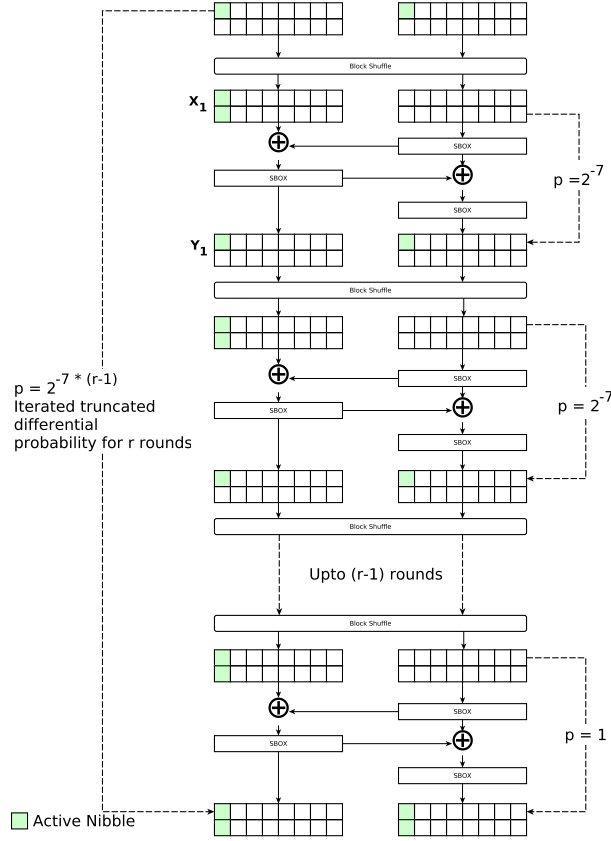 Block Shuffle
X1
SBOX
SBOX
p =2-7
SBOX
Y1
Block Shuffle
SBOX
p = 2-7 * (r-1)
Iterated truncated
differential
probability for r rounds
SBOX
p = 2-7
SBOX
Block Shuffle
Upto (r-1) rounds
Block Shuffle
SBOX
SBOX
p = 1
SBOX
Active Nibble